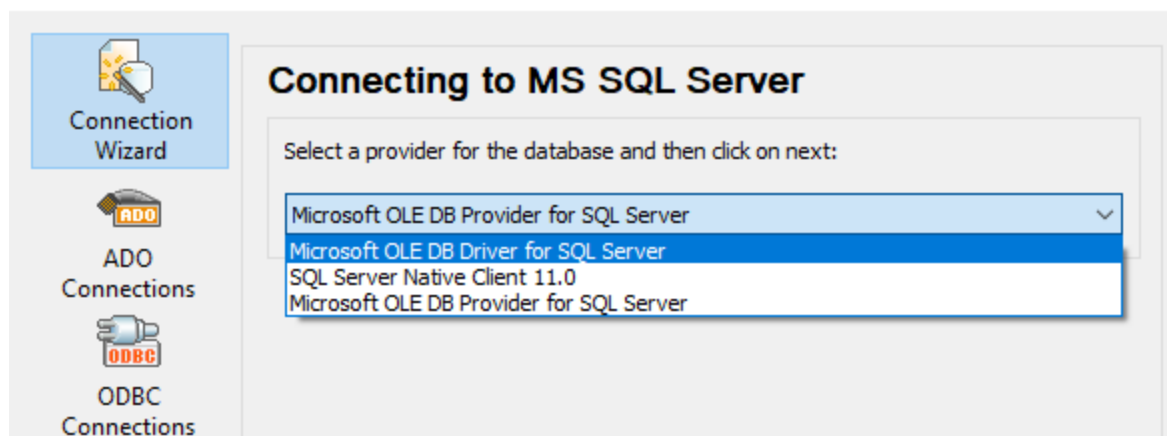 Connection
Wizard
ADO
ADO
Connections
ODBC
ODBC
Connections
Connecting to MS SQL Server
Select a provider for the database and then click on next:
Microsoft OLE DB Provider for SQL Server
Microsoft OLE DB Driver for SQL Server
SQL Server Native Client 11.0
Microsoft OLE DB Provider for SQL Server